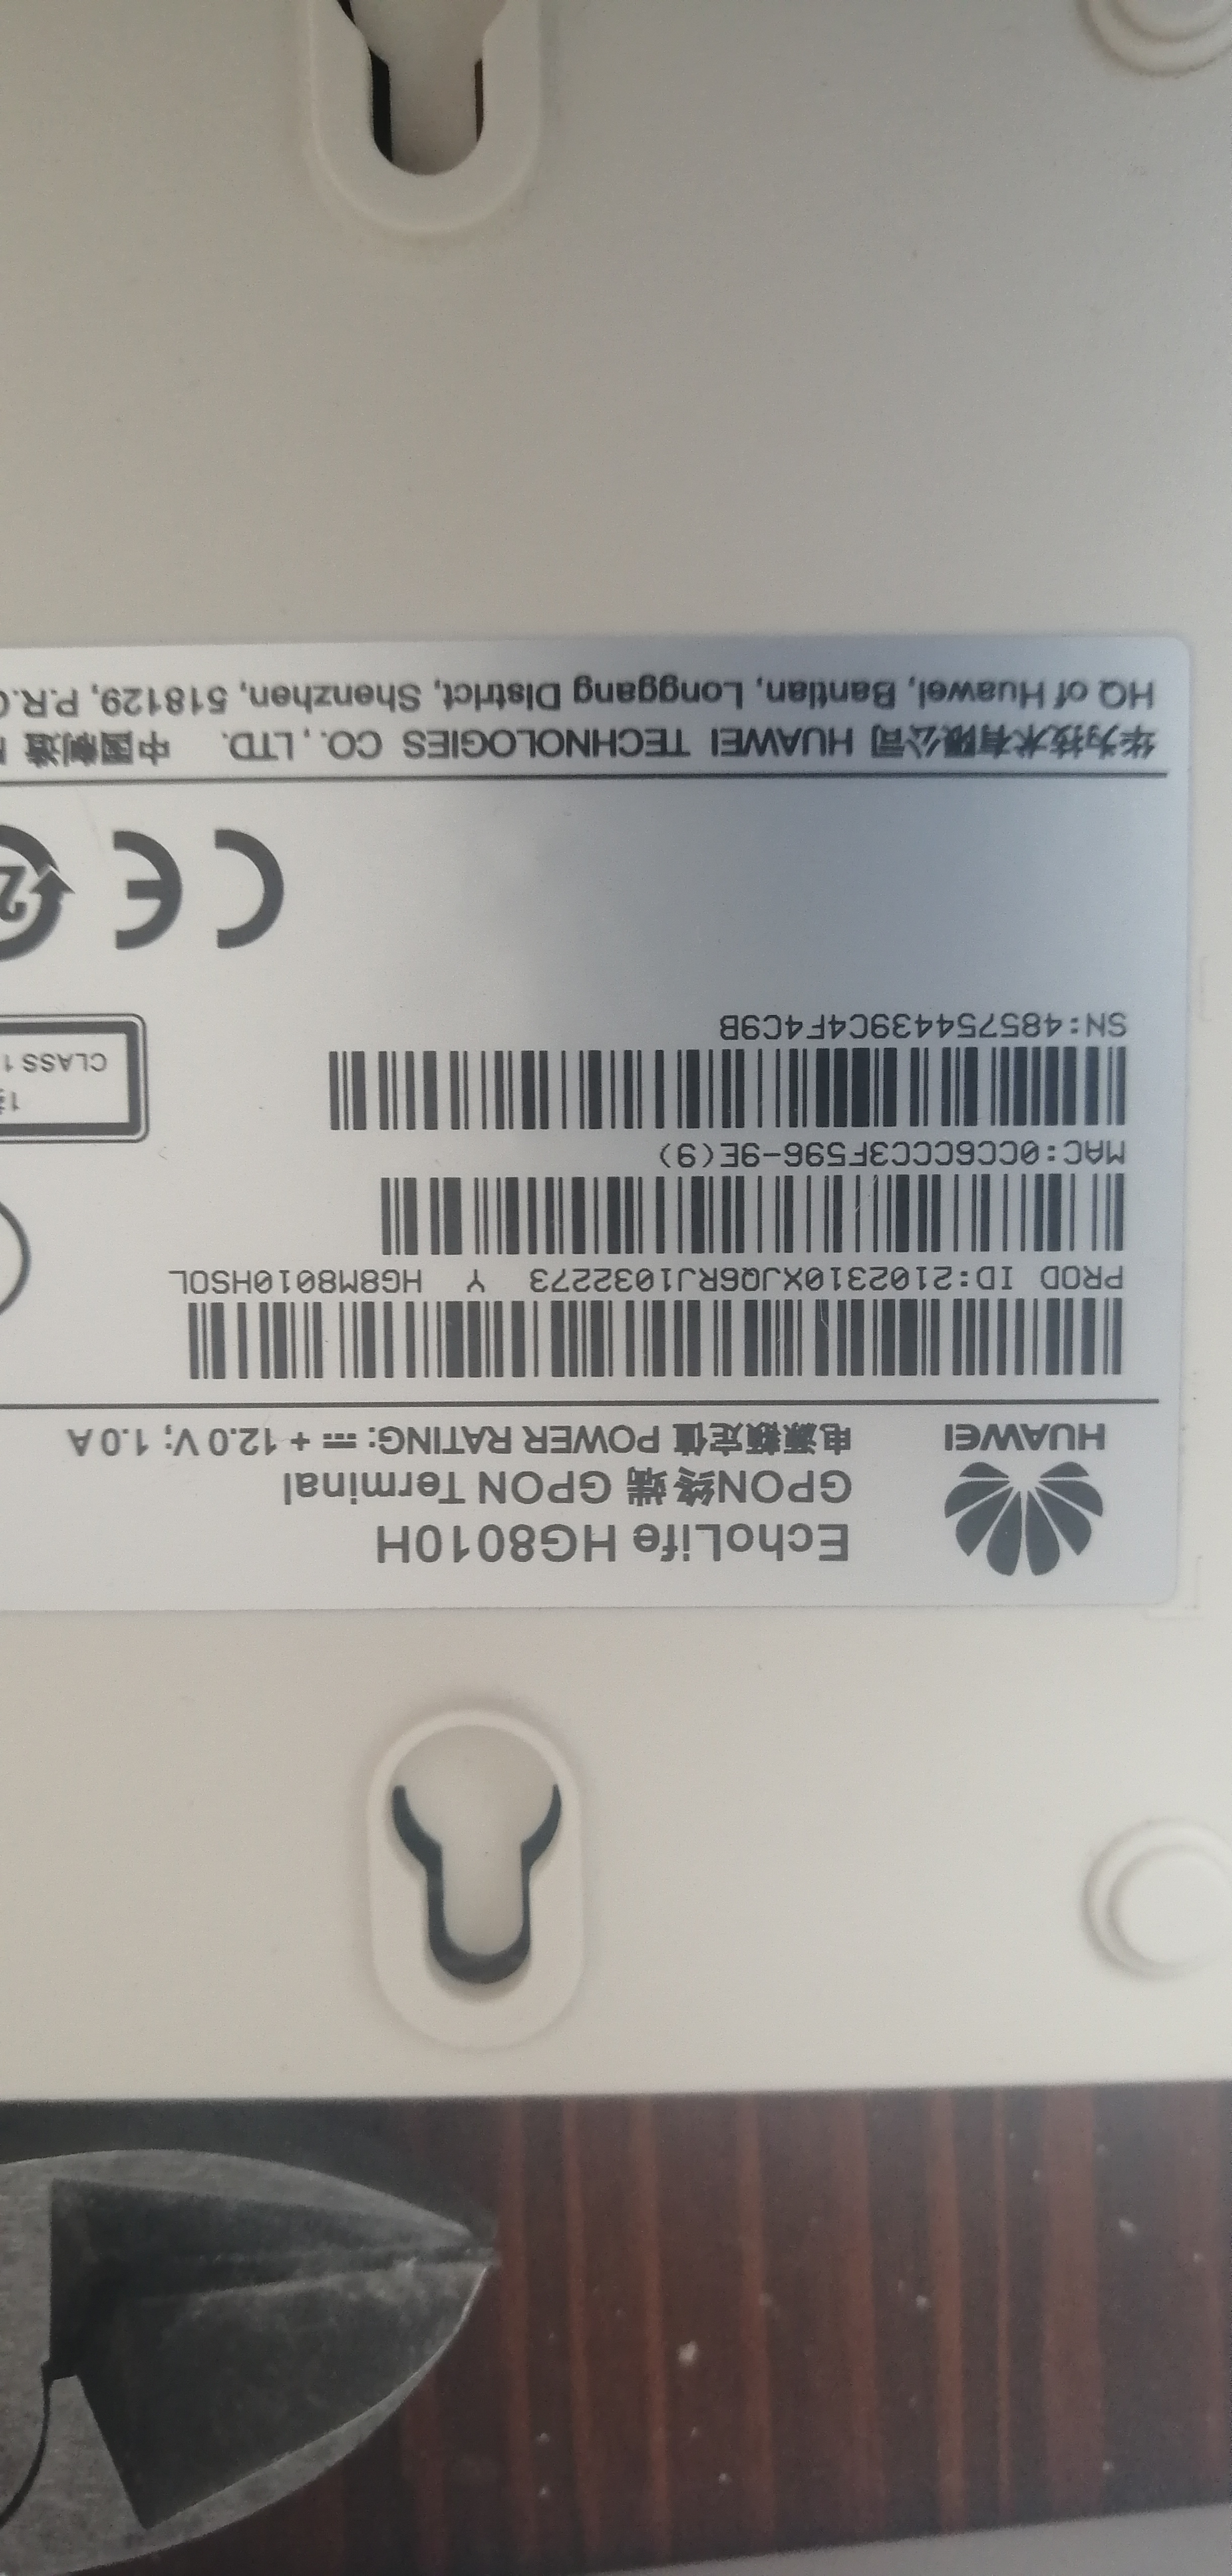 HUAWEI
EchoLife HG8010H
GPON终端 GPON Terminal
电源额定值 POWER RATING: ⎓ + 12.0 V; 1.0 A
PROD ID:2102310XJQ6RJ1032273 Y HG8M8010HSOL
MAC:0CC6CCC3F596-9E(9)
SN:485754439C4F4C9B
CLASS 1
CE
华为技术有限公司 HUAWEI TECHNOLOGIES CO., LTD. 中国制造
HQ of Huawei, Bantian, Longgang District, Shenzhen, 518129, P.R.